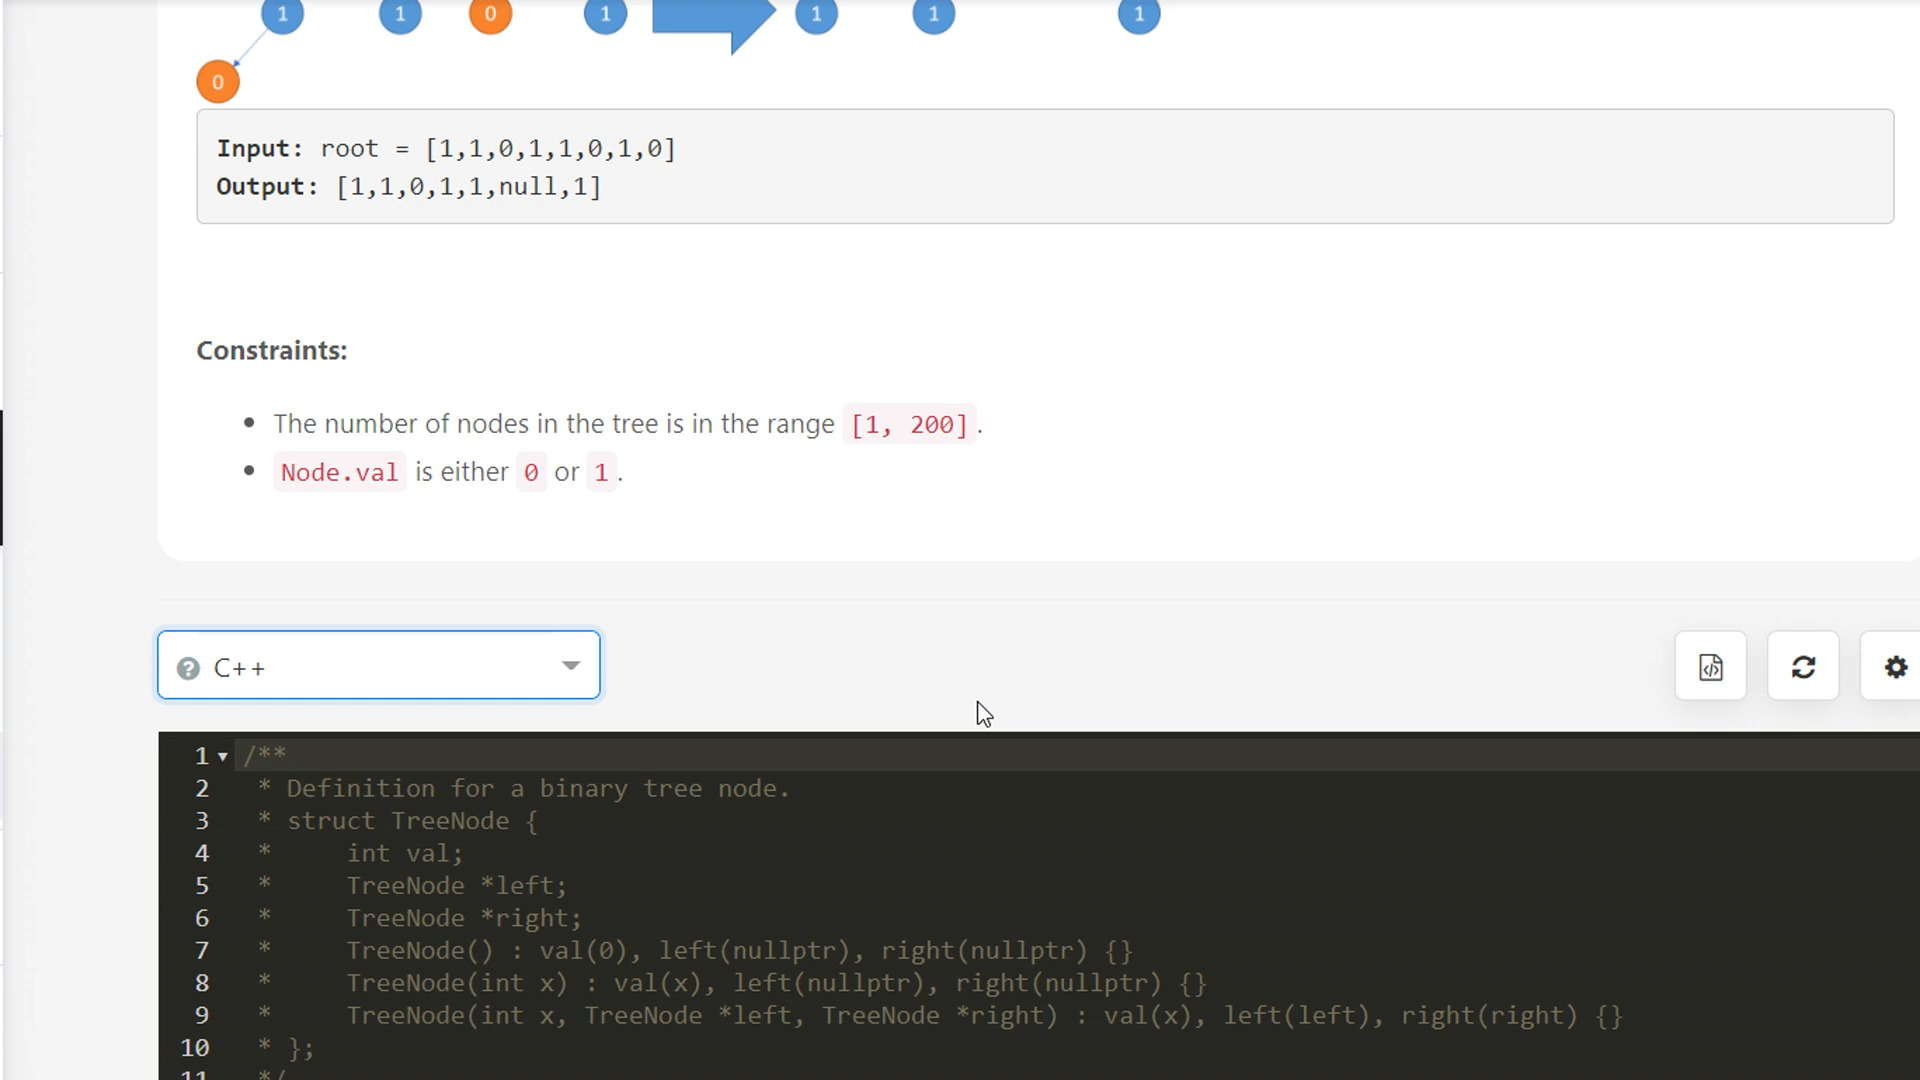 1 1 0 1 1 1 1
0
Input: root = [1,1,0,1,1,0,1,0]
Output: [1,1,0,1,1,null,1]
Constraints:
The number of nodes in the tree is in the range [1, 200].
Node.val is either 0 or 1.
? C++
1 /**
2 * Definition for a binary tree node.
3 * struct TreeNode {
4 *     int val;
5 *     TreeNode *left;
6 *     TreeNode *right;
7 *     TreeNode() : val(0), left(nullptr), right(nullptr) {}
8 *     TreeNode(int x) : val(x), left(nullptr), right(nullptr) {}
9 *     TreeNode(int x, TreeNode *left, TreeNode *right) : val(x), left(left), right(right) {}
10 * };
11 */